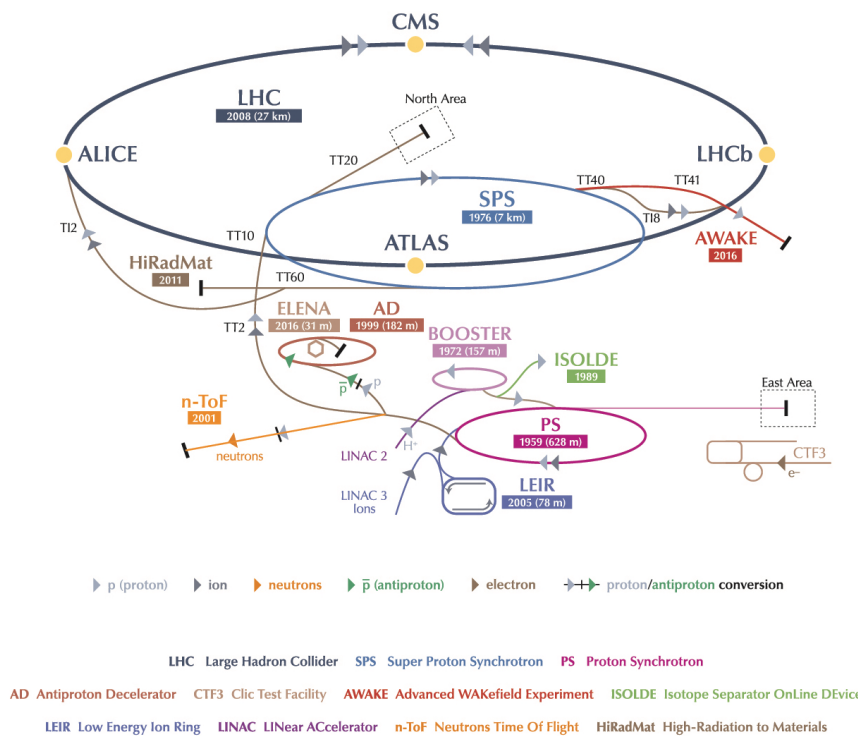 CMS
LHC
2008 (27 km)
North Area
ALICE
TT20
LHCb
TT40
TT41
SPS
1976 (7 km)
TI8
TI2
TT10
ATLAS
AWAKE
2016
HiRadMat
2011
TT60
ELENA
2016 (31 m)
AD
1999 (182 m)
TT2
BOOSTER
1972 (157 m)
ISOLDE
1989
p̅
p
East Area
n-ToF
2001
PS
1959 (628 m)
neutrons
H⁺
LINAC 2
CTF3
e⁻
LEIR
2005 (78 m)
LINAC 3
Ions
p (proton) ion neutrons p̅ (antiproton) electron proton/antiproton conversion
LHC Large Hadron Collider SPS Super Proton Synchrotron PS Proton Synchrotron
AD Antiproton Decelerator CTF3 Clic Test Facility AWAKE Advanced WAKefield Experiment ISOLDE Isotope Separator OnLine DEvice
LEIR Low Energy Ion Ring LINAC LINear ACcelerator n-ToF Neutrons Time Of Flight HiRadMat High-Radiation to Materials